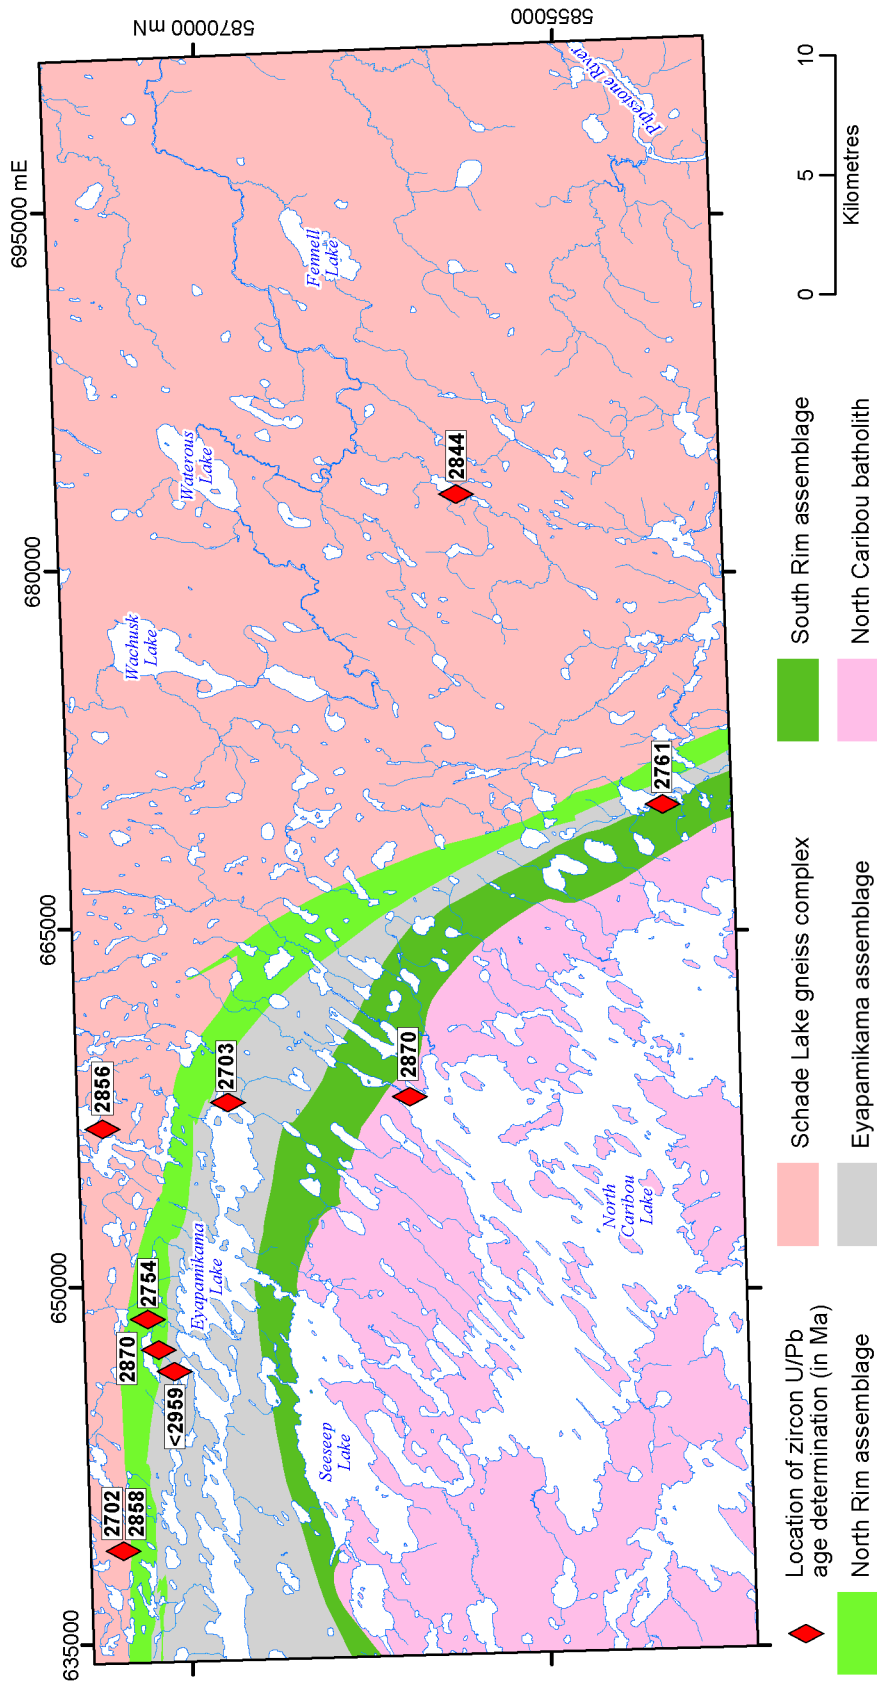 635000
650000
665000
680000
695000 mE
5870000 mN
5855000
2702
2858
2870
2754
<2959
2856
2703
2870
2761
2844
Eyapamikama
Lake
Seeseep
Lake
North
Caribou
Lake
Wachusk
Lake
Waterous
Lake
Fennell
Lake
Pipestone River
Location of zircon U/Pb
age determination (in Ma)
North Rim assemblage
Schade Lake gneiss complex
Eyapamikama assemblage
South Rim assemblage
North Caribou batholith
0 5 10
Kilometres